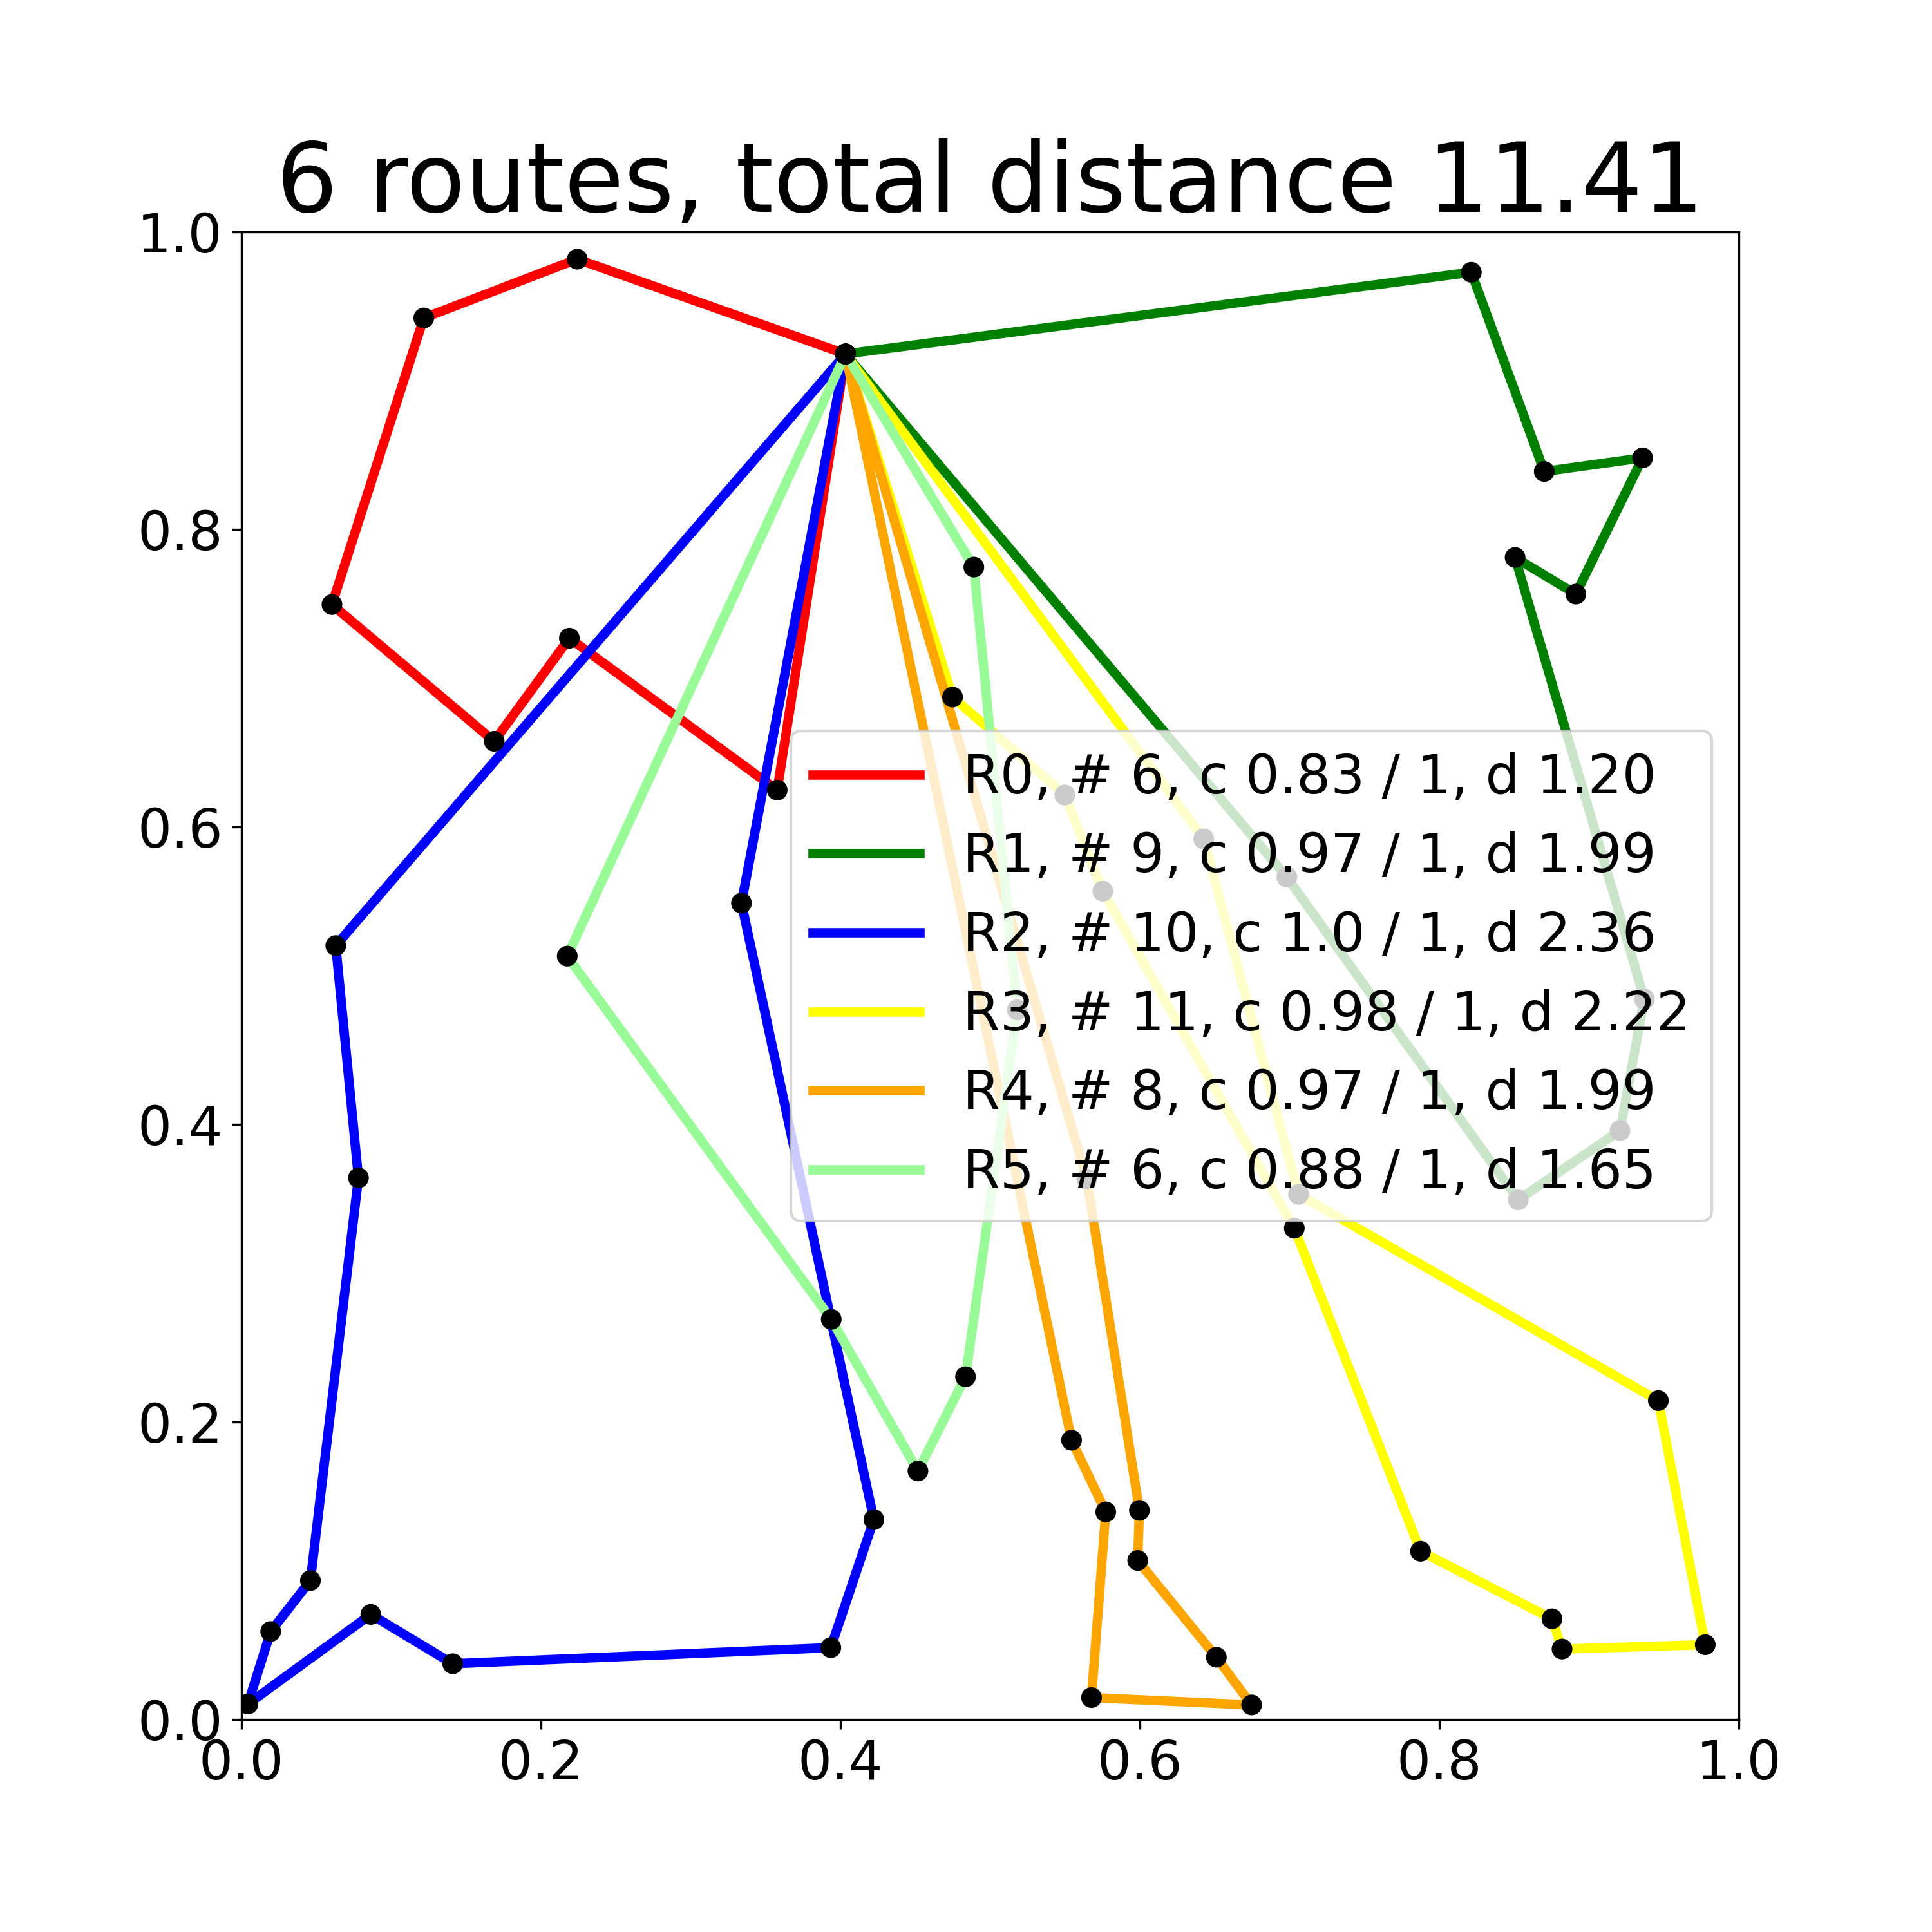 6 routes, total distance 11.41
1.0
0.8
0.6
0.4
0.2
0.0
R0, # 6, c 0.83 / 1, d 1.20
R1, # 9, c 0.97 / 1, d 1.99
R2, # 10, c 1.0 / 1, d 2.36
R3, # 11, c 0.98 / 1, d 2.22
R4, # 8, c 0.97 / 1, d 1.99
R5, # 6, c 0.88 / 1, d 1.65
0.0 0.2 0.4 0.6 0.8 1.0